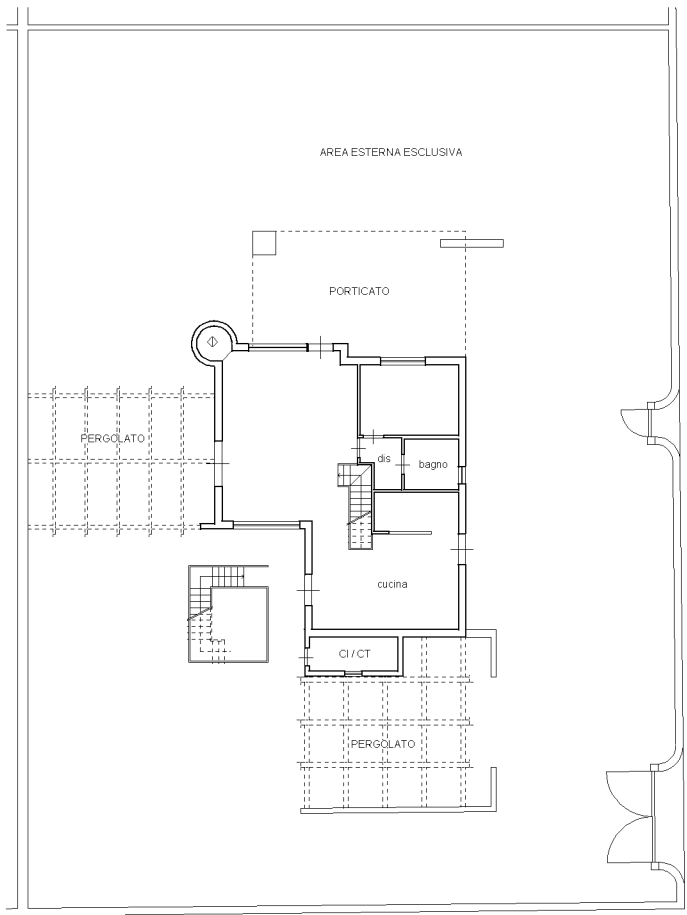 AREA ESTERNA ESCLUSIVA
PORTICATO
PERGOLATO
dis
bagno
cucina
CI / CT
PERGOLATO